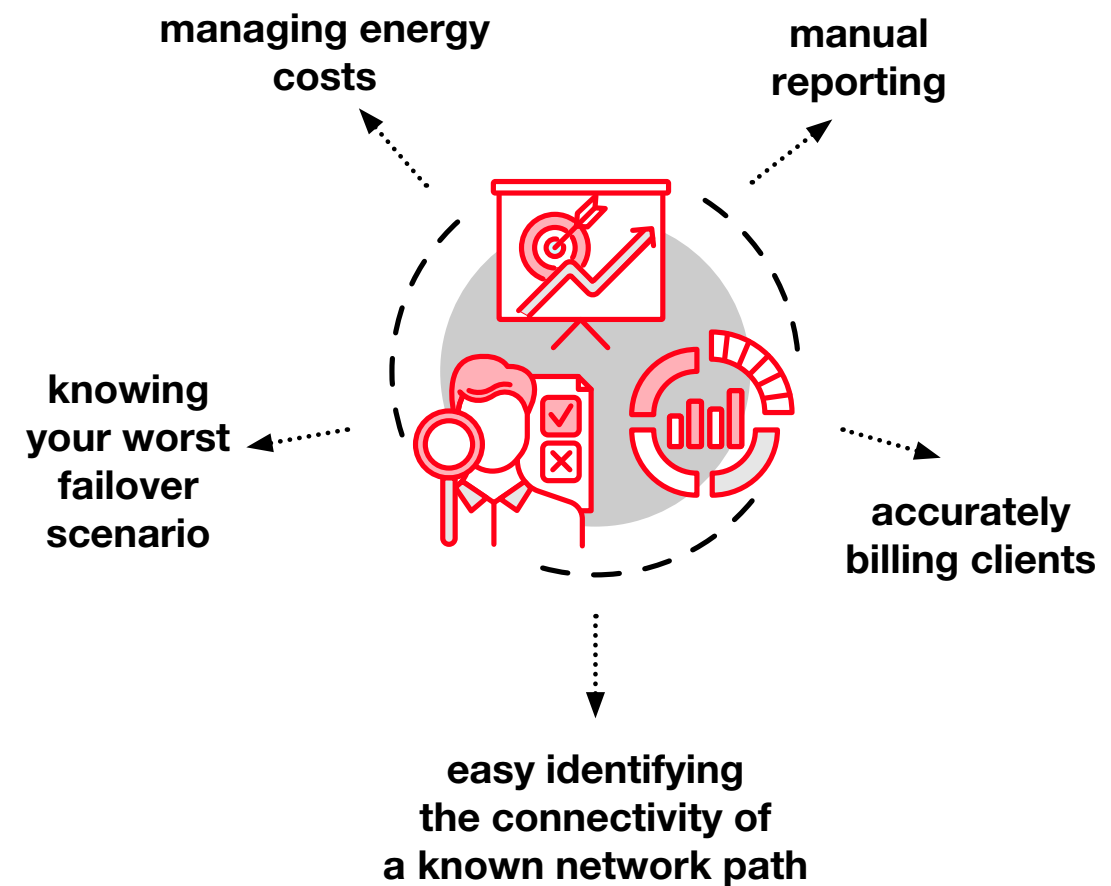 managing energy
costs
manual
reporting
knowing
your worst
failover
scenario
accurately
billing clients
easy identifying
the connectivity of
a known network path